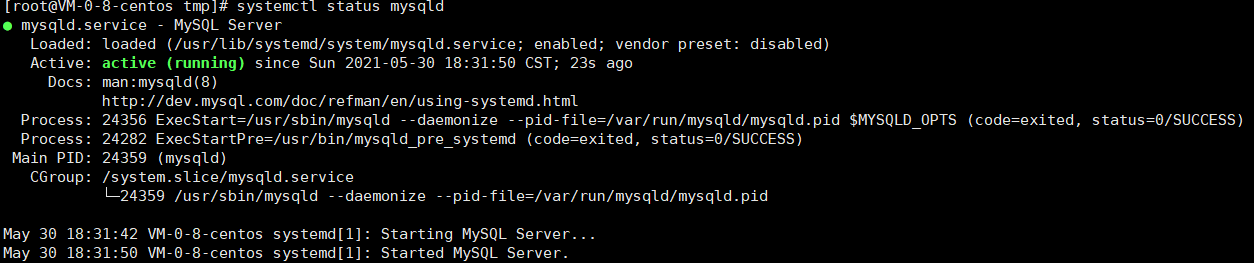 [root@VM-0-8-centos tmp]# systemctl status mysqld
● mysqld.service - MySQL Server
   Loaded: loaded (/usr/lib/systemd/system/mysqld.service; enabled; vendor preset: disabled)
   Active: active (running) since Sun 2021-05-30 18:31:50 CST; 23s ago
     Docs: man:mysqld(8)
           http://dev.mysql.com/doc/refman/en/using-systemd.html
  Process: 24356 ExecStart=/usr/sbin/mysqld --daemonize --pid-file=/var/run/mysqld/mysqld.pid $MYSQLD_OPTS (code=exited, status=0/SUCCESS)
  Process: 24282 ExecStartPre=/usr/bin/mysqld_pre_systemd (code=exited, status=0/SUCCESS)
 Main PID: 24359 (mysqld)
   CGroup: /system.slice/mysqld.service
           └─24359 /usr/sbin/mysqld --daemonize --pid-file=/var/run/mysqld/mysqld.pid

May 30 18:31:42 VM-0-8-centos systemd[1]: Starting MySQL Server...
May 30 18:31:50 VM-0-8-centos systemd[1]: Started MySQL Server.